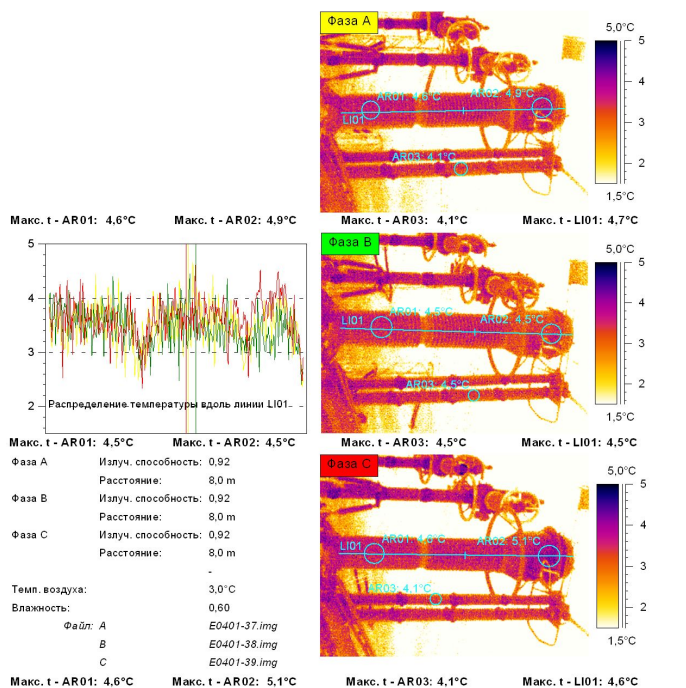 Фаза A
5,0°C
5
4
3
2
1,5°C
AR01: 4,6°C
AR02: 4,9°C
LI01
AR03: 4,1°C
Макс. t - AR01: 4,6°C Макс. t - AR02: 4,9°C Макс. t - AR03: 4,1°C Макс. t - LI01: 4,7°C
5
4
3
2
Распределение температуры вдоль линии LI01
Фаза B
5,0°C
5
4
3
2
1,5°C
LI01
AR01: 4,5°C
AR02: 4,5°C
AR03: 4,5°C
Макс. t - AR01: 4,5°C Макс. t - AR02: 4,5°C Макс. t - AR03: 4,5°C Макс. t - LI01: 4,5°C
Фаза A Излуч. способность: 0,92
Расстояние: 8,0 m
Фаза B Излуч. способность: 0,92
Расстояние: 8,0 m
Фаза C Излуч. способность: 0,92
Расстояние: 8,0 m
-
Темп. воздуха: 3,0°C
Влажность: 0,60
Файл: A E0401-37.img
B E0401-38.img
C E0401-39.img
Фаза C
5,0°C
5
4
3
2
1,5°C
LI01
AR01: 4,6°C
AR02: 5,1°C
AR03: 4,1°C
Макс. t - AR01: 4,6°C Макс. t - AR02: 5,1°C Макс. t - AR03: 4,1°C Макс. t - LI01: 4,6°C